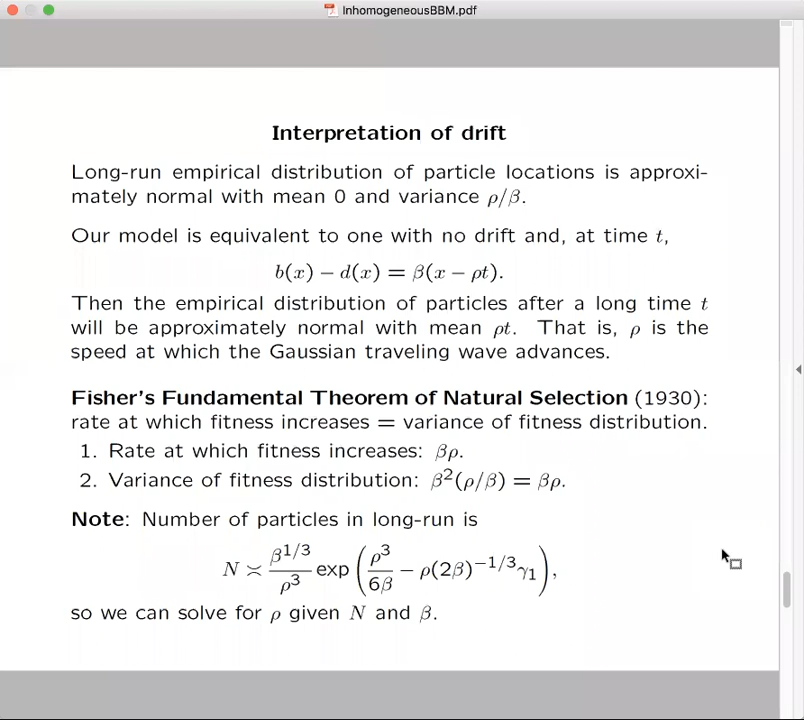 InhomogeneousBBM.pdf
Interpretation of drift
Long-run empirical distribution of particle locations is approxi-
mately normal with mean 0 and variance ρ/β.
Our model is equivalent to one with no drift and, at time t,
b(x) − d(x) = β(x − ρt).
Then the empirical distribution of particles after a long time t
will be approximately normal with mean ρt. That is, ρ is the
speed at which the Gaussian traveling wave advances.
Fisher's Fundamental Theorem of Natural Selection (1930):
rate at which fitness increases = variance of fitness distribution.
1. Rate at which fitness increases: βρ.
2. Variance of fitness distribution: β²(ρ/β) = βρ.
Note: Number of particles in long-run is
N ≍ β^{1/3}/ρ³ exp(ρ³/6β − ρ(2β)^{−1/3}γ₁),
so we can solve for ρ given N and β.